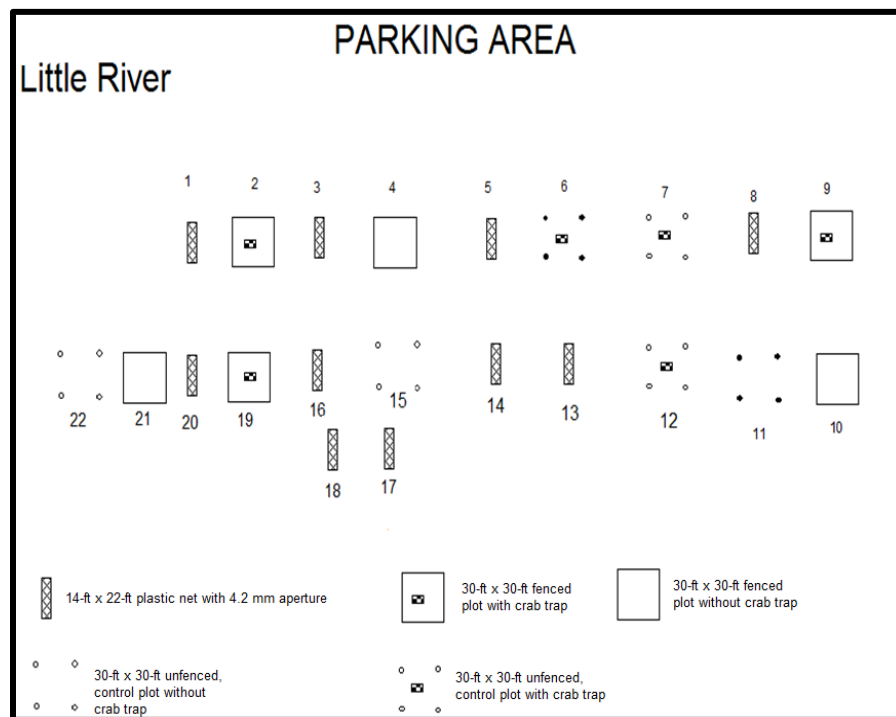 PARKING AREA
Little River
1 2 3 4 5 6 7 8 9
22 21 20 19 16 15 14 13 12 11 10
18 17
14-ft x 22-ft plastic net with 4.2 mm aperture
30-ft x 30-ft fenced
plot with crab trap
30-ft x 30-ft fenced
plot without crab trap
30-ft x 30-ft unfenced,
control plot without
crab trap
30-ft x 30-ft unfenced,
control plot with crab trap